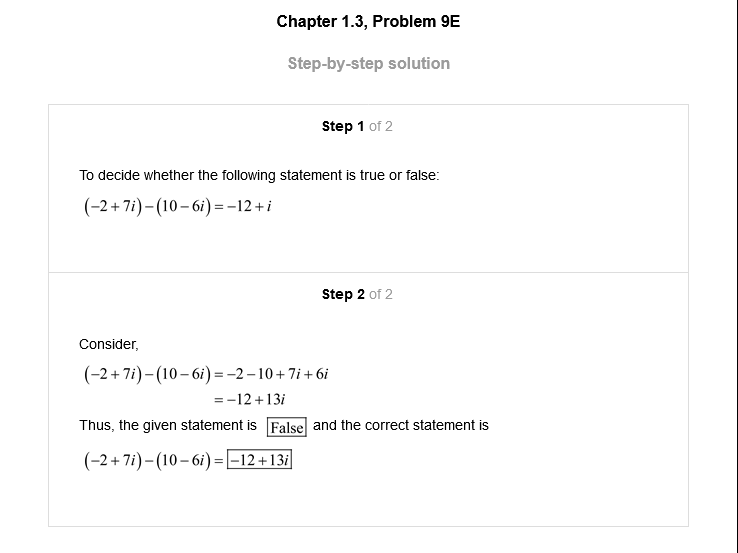 Chapter 1.3, Problem 9E
Step-by-step solution
Step 1 of 2
To decide whether the following statement is true or false:
(−2+7i)−(10−6i)=−12+i
Step 2 of 2
Consider,
(−2+7i)−(10−6i)=−2−10+7i+6i
=−12+13i
Thus, the given statement is False and the correct statement is
(−2+7i)−(10−6i)=−12+13i